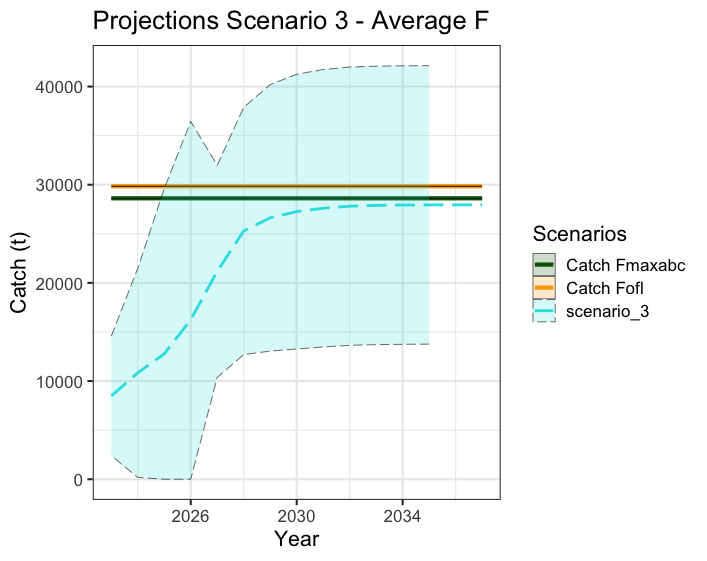 Projections Scenario 3 - Average F
Catch (t)
40000
30000
20000
10000
0
2026
2030
2034
Year
Scenarios
Catch Fmaxabc
Catch Fofl
scenario_3